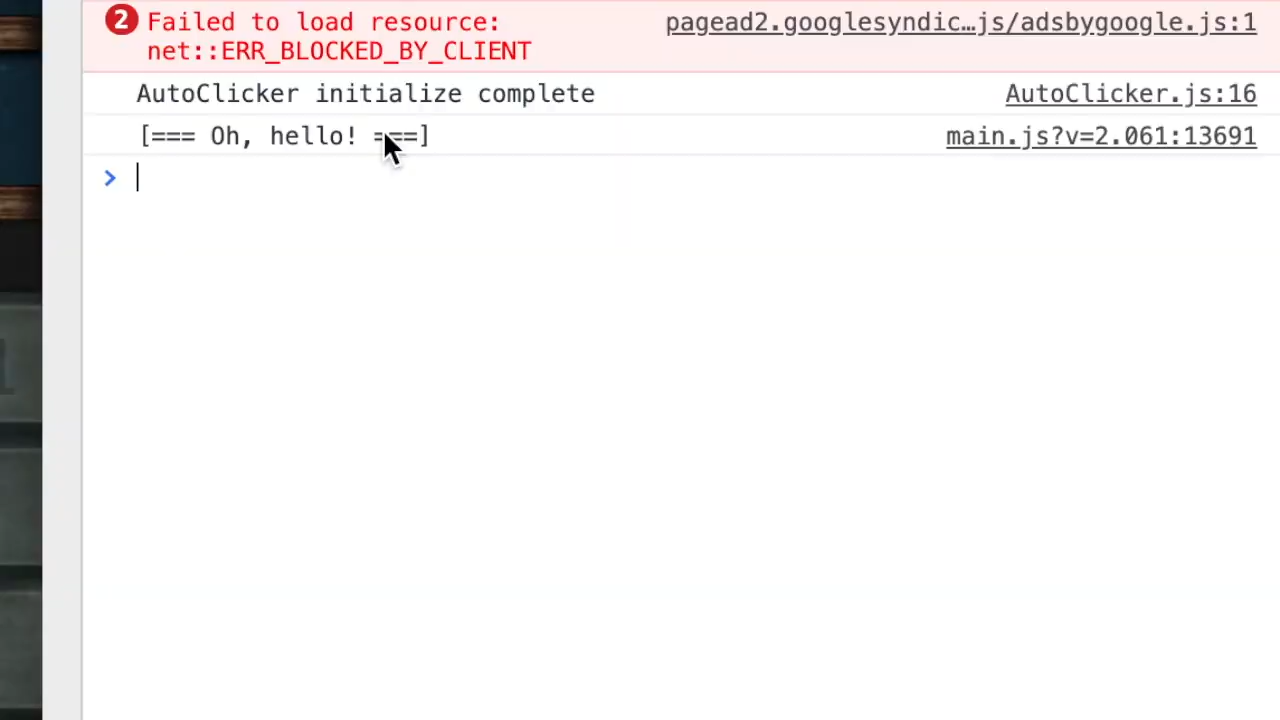 2 Failed to load resource: pagead2.googlesyndic…js/adsbygoogle.js:1
net::ERR_BLOCKED_BY_CLIENT
AutoClicker initialize complete AutoClicker.js:16
[=== Oh, hello! ===] main.js?v=2.061:13691
>